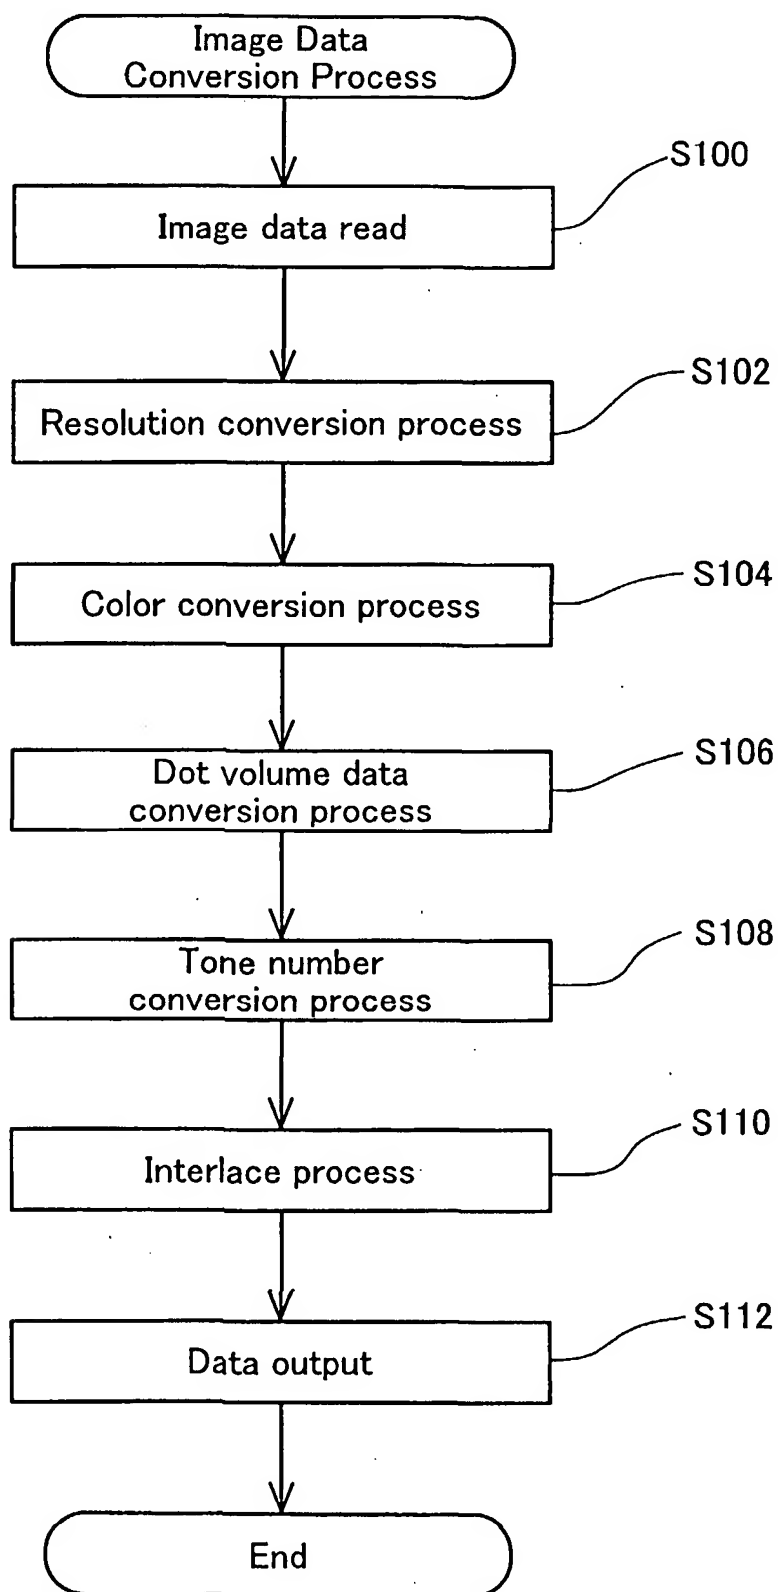 Image Data
Conversion Process
S100
Image data read
S102
Resolution conversion process
S104
Color conversion process
S106
Dot volume data
conversion process
S108
Tone number
conversion process
S110
Interlace process
S112
Data output
End